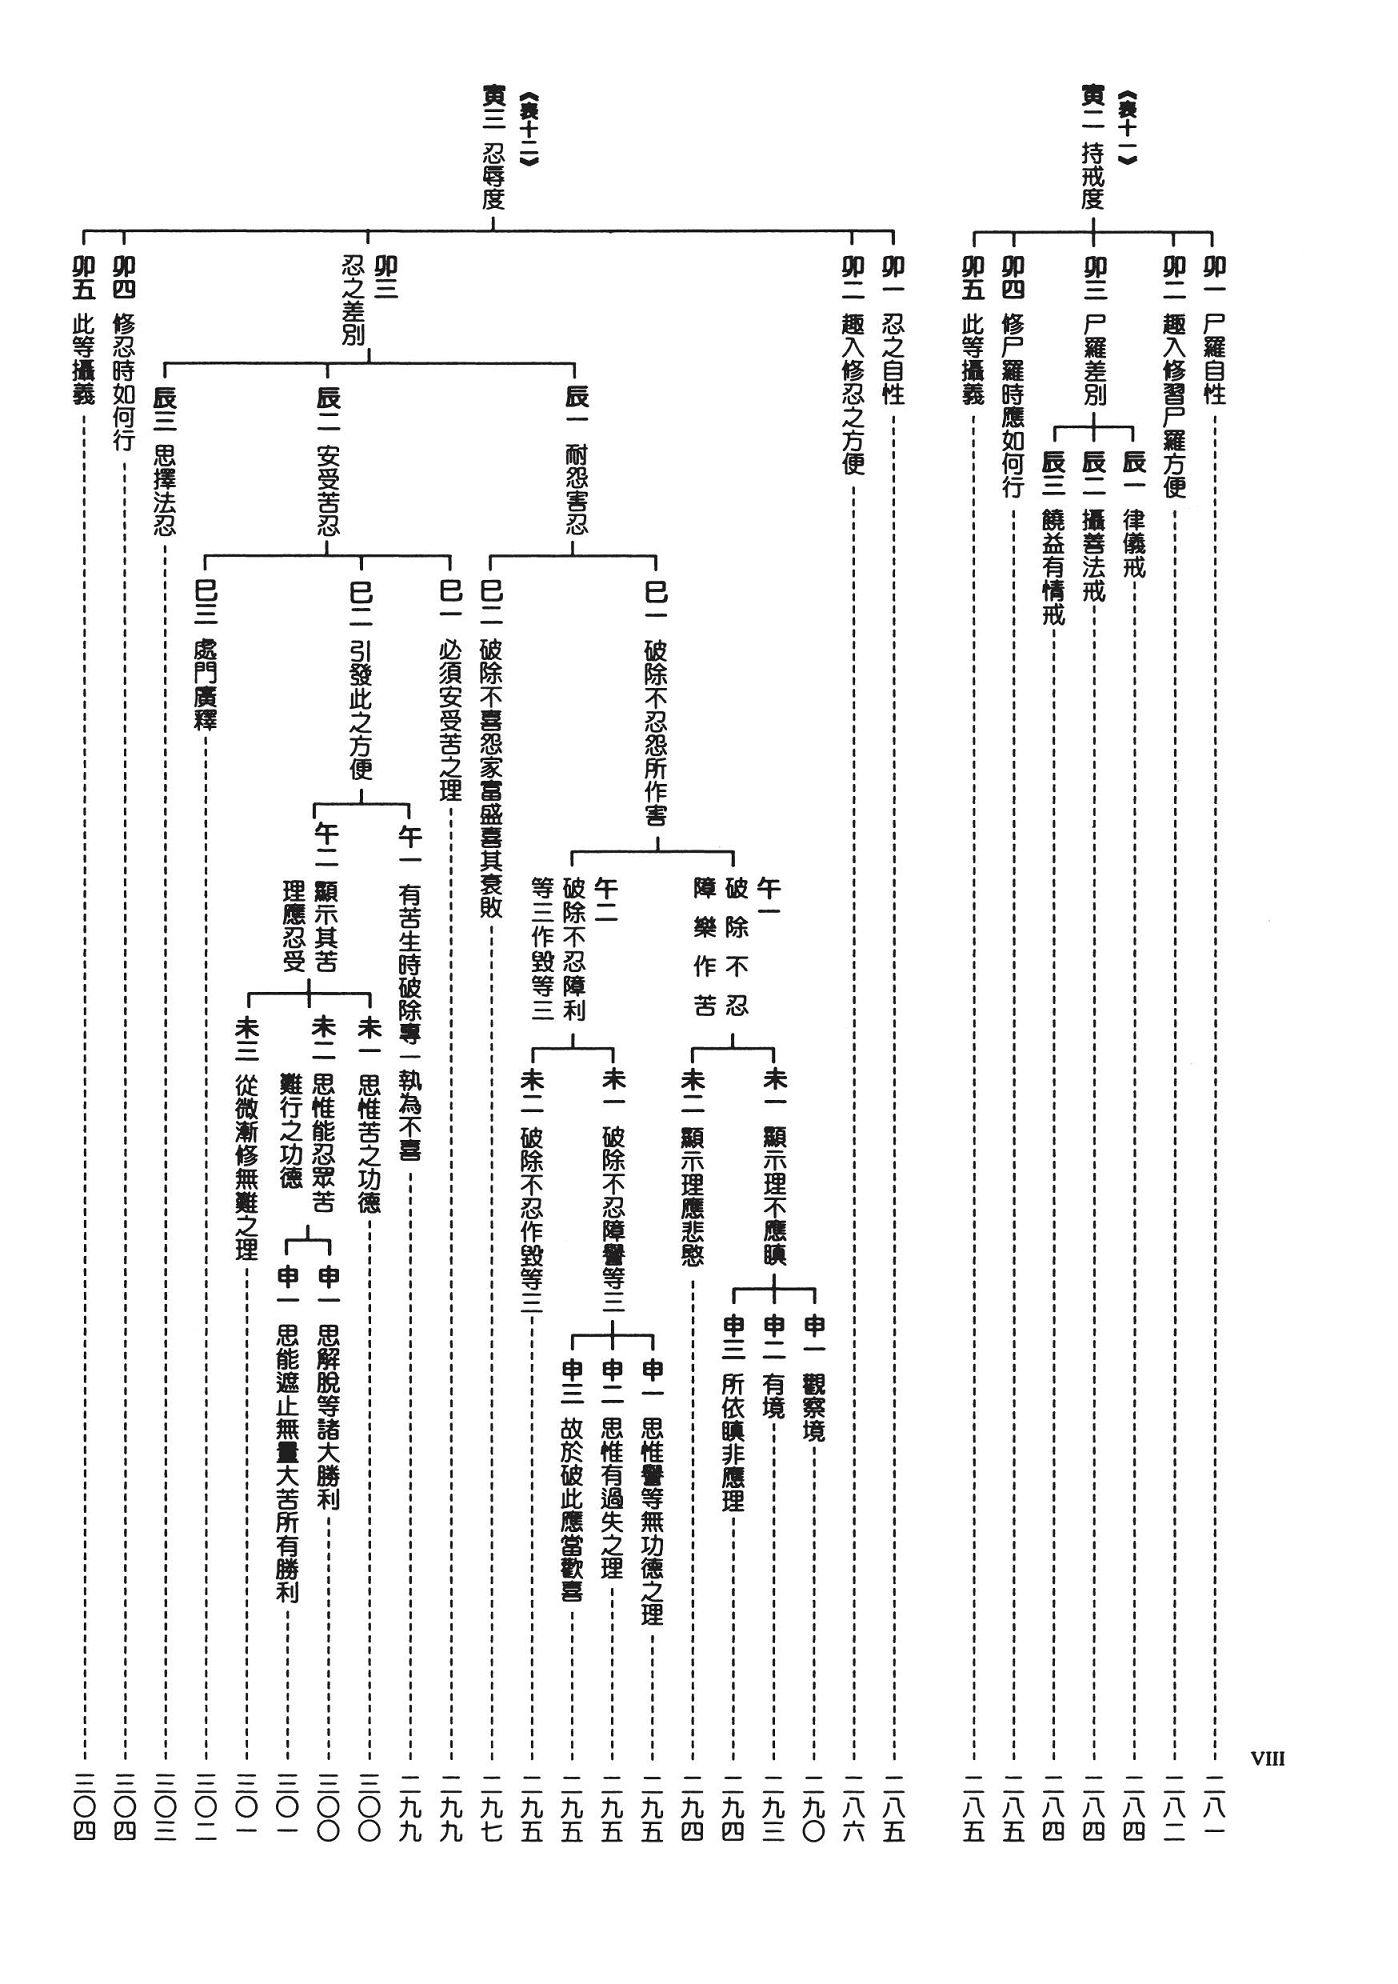 《表十一》
寅二 持戒度
卯一 尸羅自性 二八一
卯二 趣入修習尸羅方便 二八二
卯三 尸羅差別
辰一 律儀戒 二八四
辰二 攝善法戒 二八四
辰三 饒益有情戒 二八四
卯四 修尸羅時應如何行 二八五
卯五 此等攝義 二八五
《表十二》
寅三 忍辱度
卯一 忍之自性 二八五
卯二 趣入修忍之方便 二八六
卯三
忍之差別
辰一 耐怨害忍
巳一 破除不忍怨所作害
午一
破除不忍
障樂作苦
未一 顯示理不應瞋
申一 觀察境 二九〇
申二 有境 二九三
申三 所依瞋非應理 二九四
未二 顯示理應悲愍 二九四
午二
破除不忍障利
等三作毀等三
未一 破除不忍障譽等三
申一 思惟譽等無功德之理 二九五
申二 思惟有過失之理 二九五
申三 故於破此應當歡喜 二九五
未二 破除不忍作毀等三 二九五
巳二 破除不喜怨家富盛喜其衰敗 二九七
辰二 安受苦忍
巳一 必須安受苦之理 二九九
巳二 引發此之方便
午一 有苦生時破除專一執為不喜 二九九
午二 顯示其苦
理應忍受
未一 思惟苦之功德 三〇〇
未二 思惟能忍眾苦
難行之功德
申一 思解脫等諸大勝利 三〇〇
申一 思能遮止無量大苦所有勝利 三〇一
未三 從微漸修無難之理 三〇一
巳三 處門廣釋 三〇二
辰三 思擇法忍 三〇三
卯四 修忍時如何行 三〇四
卯五 此等攝義 三〇四
VIII